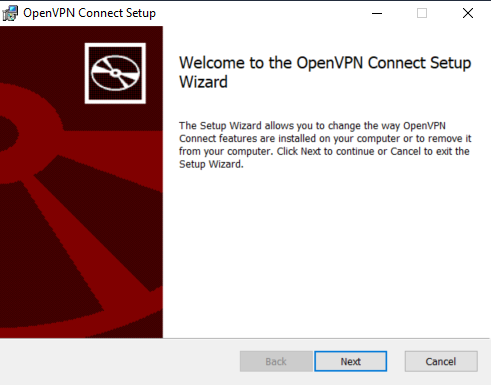 OpenVPN Connect Setup
Welcome to the OpenVPN Connect Setup
Wizard
The Setup Wizard allows you to change the way OpenVPN
Connect features are installed on your computer or to remove it
from your computer. Click Next to continue or Cancel to exit the
Setup Wizard.
Back Next Cancel